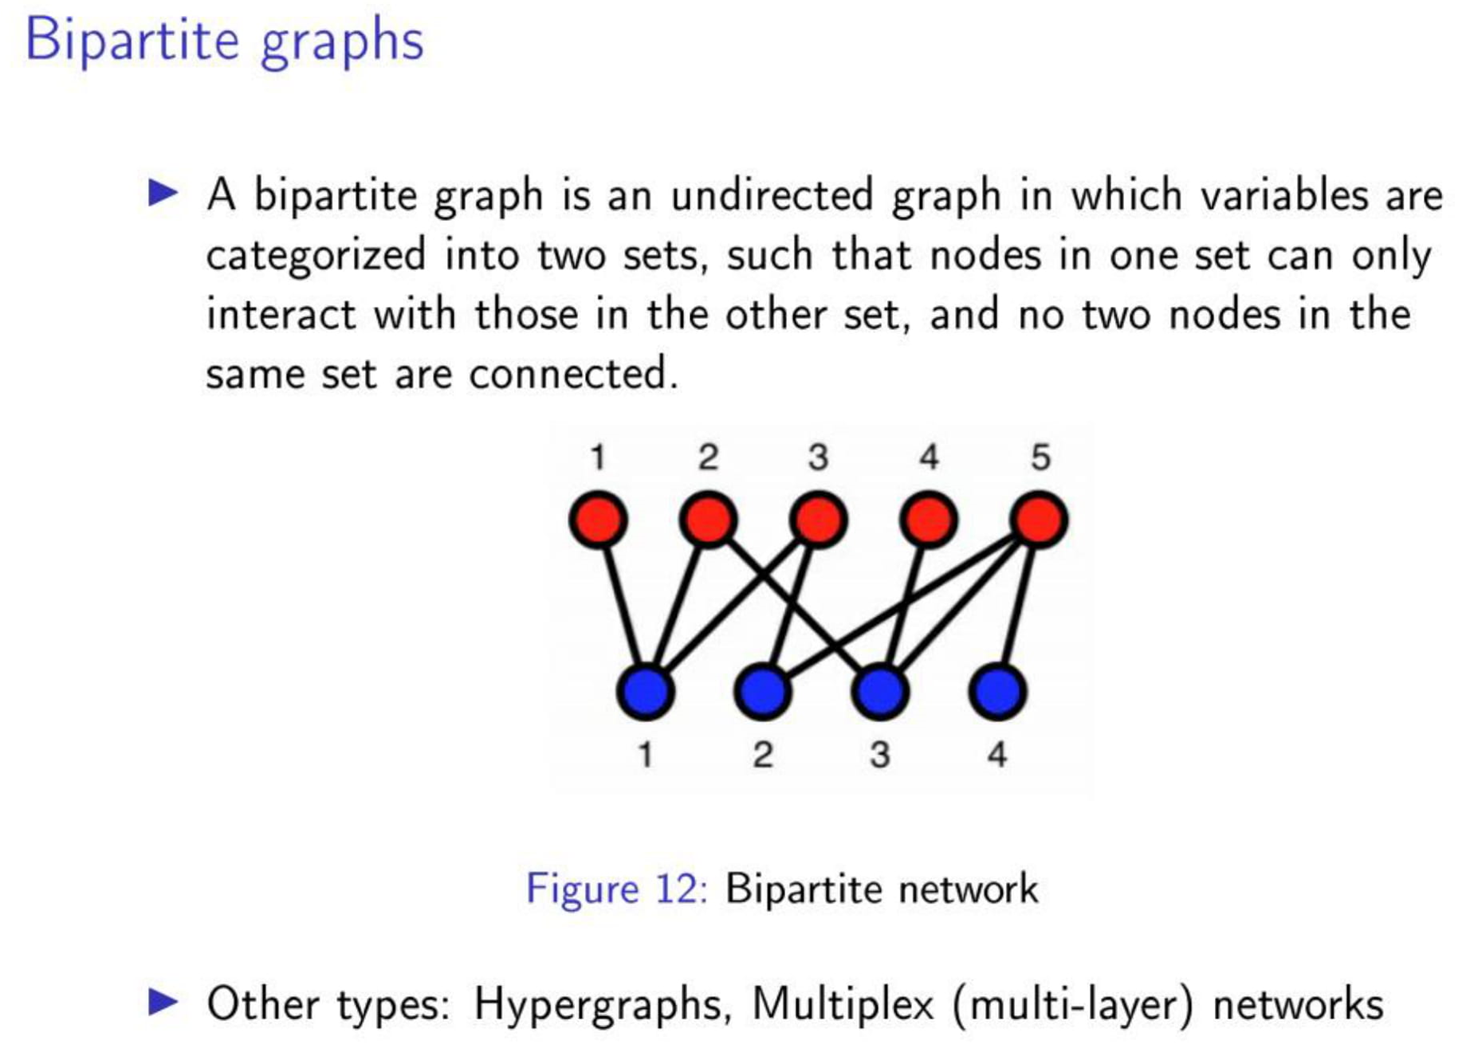 Bipartite graphs
A bipartite graph is an undirected graph in which variables are
categorized into two sets, such that nodes in one set can only
interact with those in the other set, and no two nodes in the
same set are connected.
1 2 3 4 5
1 2 3 4
Figure 12: Bipartite network
Other types: Hypergraphs, Multiplex (multi-layer) networks